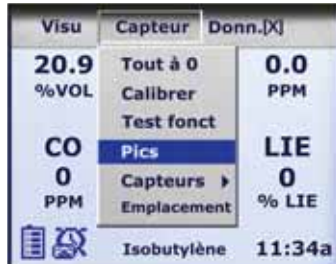 Visu Capteur Donn.[X]
20.9 Tout à 0 0.0
%VOL Calibrer PPM
Test fonct
CO Pics LIE
0 Capteurs 0
PPM Emplacement % LIE
Isobutylène 11:34a